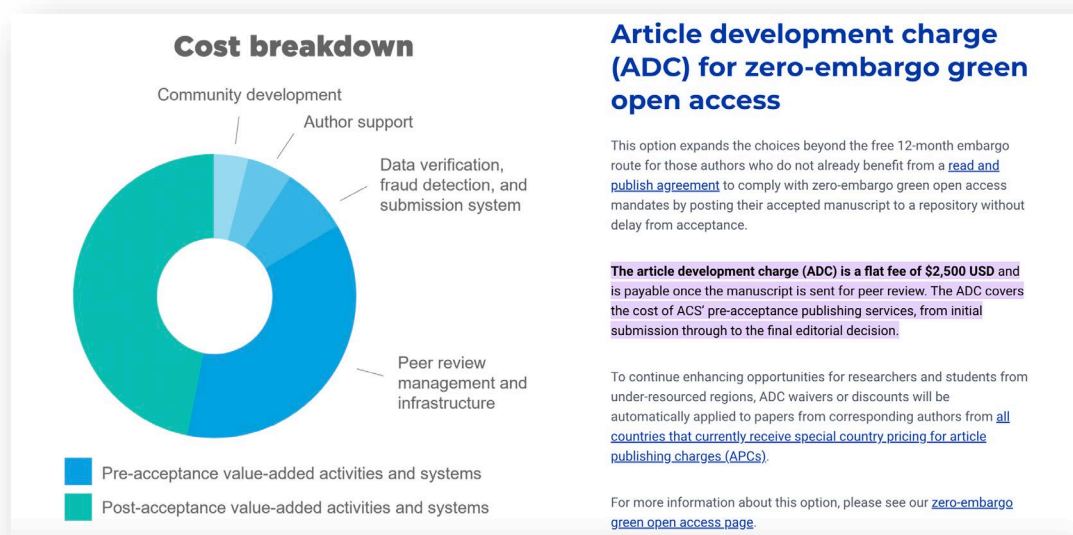 Cost breakdown
Community development
Author support
Data verification,
fraud detection, and
submission system
Peer review
management and
infrastructure
Pre-acceptance value-added activities and systems
Post-acceptance value-added activities and systems
Article development charge
(ADC) for zero-embargo green
open access
This option expands the choices beyond the free 12-month embargo
route for those authors who do not already benefit from a read and
publish agreement to comply with zero-embargo green open access
mandates by posting their accepted manuscript to a repository without
delay from acceptance.
The article development charge (ADC) is a flat fee of $2,500 USD and
is payable once the manuscript is sent for peer review. The ADC covers
the cost of ACS’ pre-acceptance publishing services, from initial
submission through to the final editorial decision.
To continue enhancing opportunities for researchers and students from
under-resourced regions, ADC waivers or discounts will be
automatically applied to papers from corresponding authors from all
countries that currently receive special country pricing for article
publishing charges (APCs).
For more information about this option, please see our zero-embargo
green open access page.